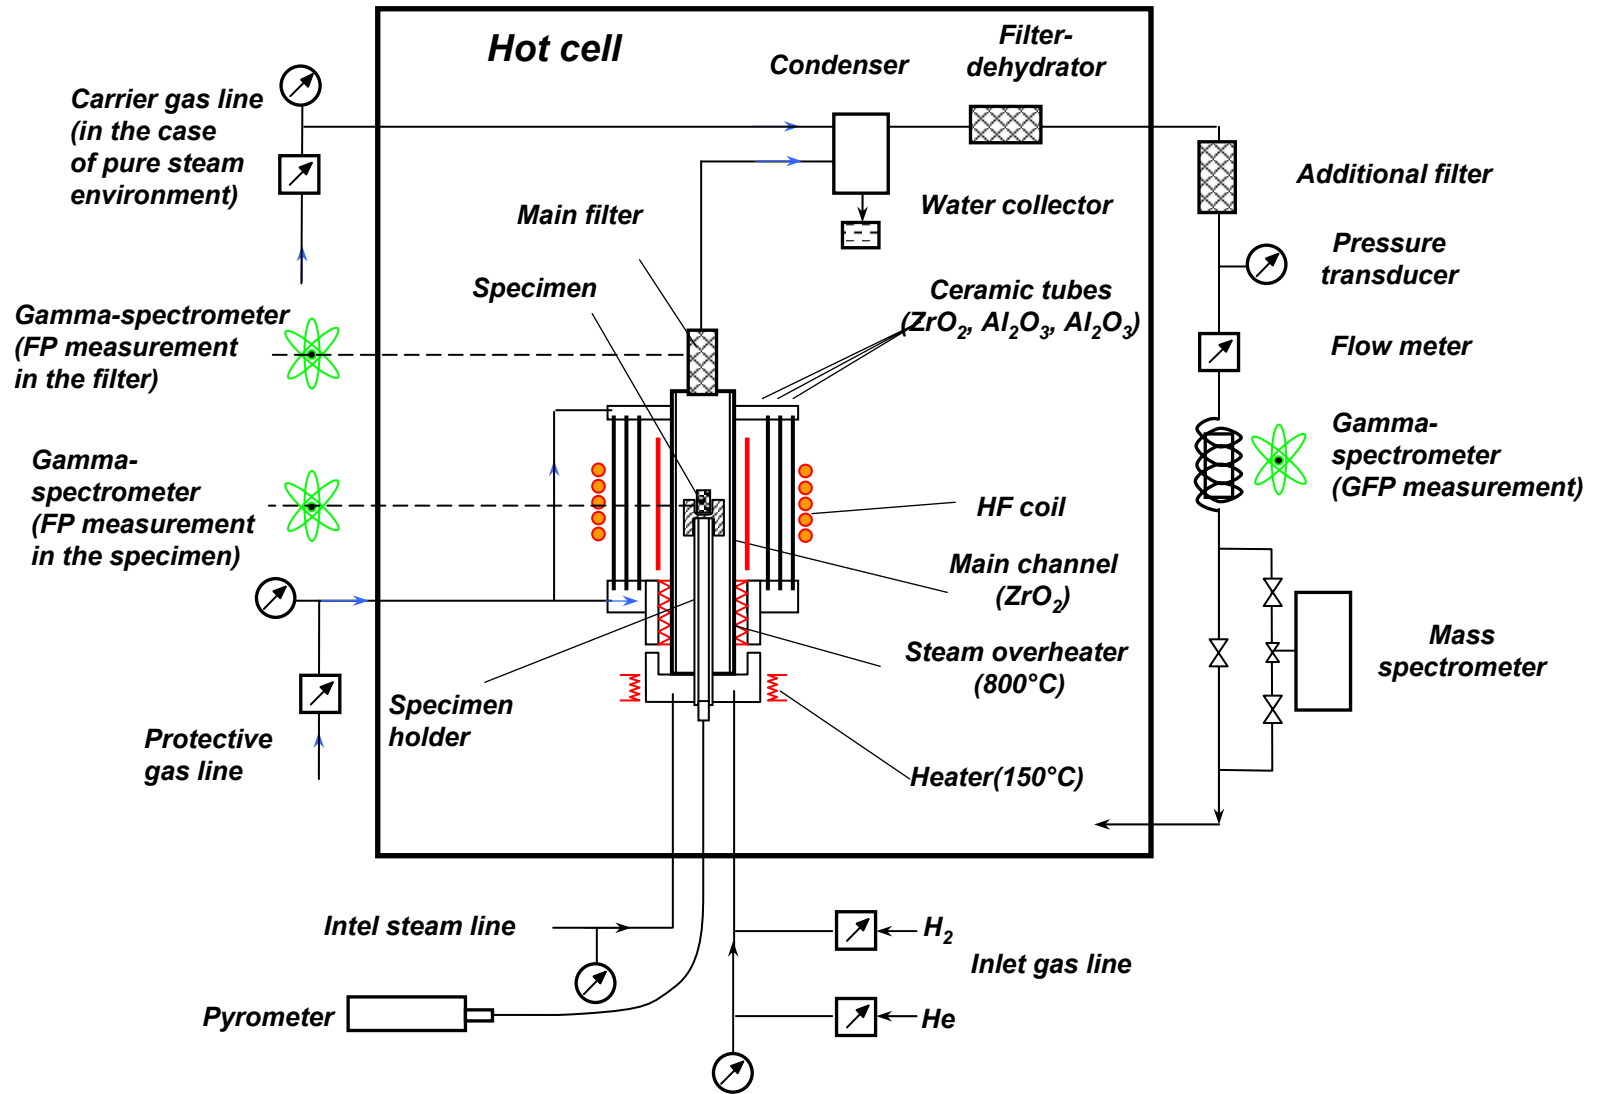 Hot cell
Filter-
dehydrator
Condenser
Carrier gas line
(in the case
of pure steam
environment)
Additional filter
Main filter
Water collector
Pressure
transducer
Specimen
Ceramic tubes
(ZrO2, Al2O3, Al2O3)
Gamma-spectrometer
(FP measurement
in the filter)
Flow meter
Gamma-
spectrometer
(GFP measurement)
Gamma-
spectrometer
(FP measurement
in the specimen)
HF coil
Main channel
(ZrO2)
Steam overheater
(800°C)
Mass
spectrometer
Specimen
holder
Protective
gas line
Heater(150°C)
Intel steam line
H2
Inlet gas line
Pyrometer
He